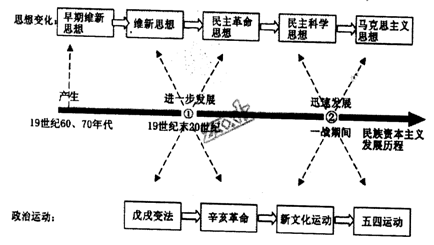 思想变化:
早期维新
思想
维新思想
民主革命
思想
民主科学
思想
马克思主义
思想
产生
进一步发展
迅速发展
①
②
19世纪60、70年代
19世纪末20世纪
一战期间
民族资本主义
发展历程
政治运动:
戊戌变法
辛亥革命
新文化运动
五四运动